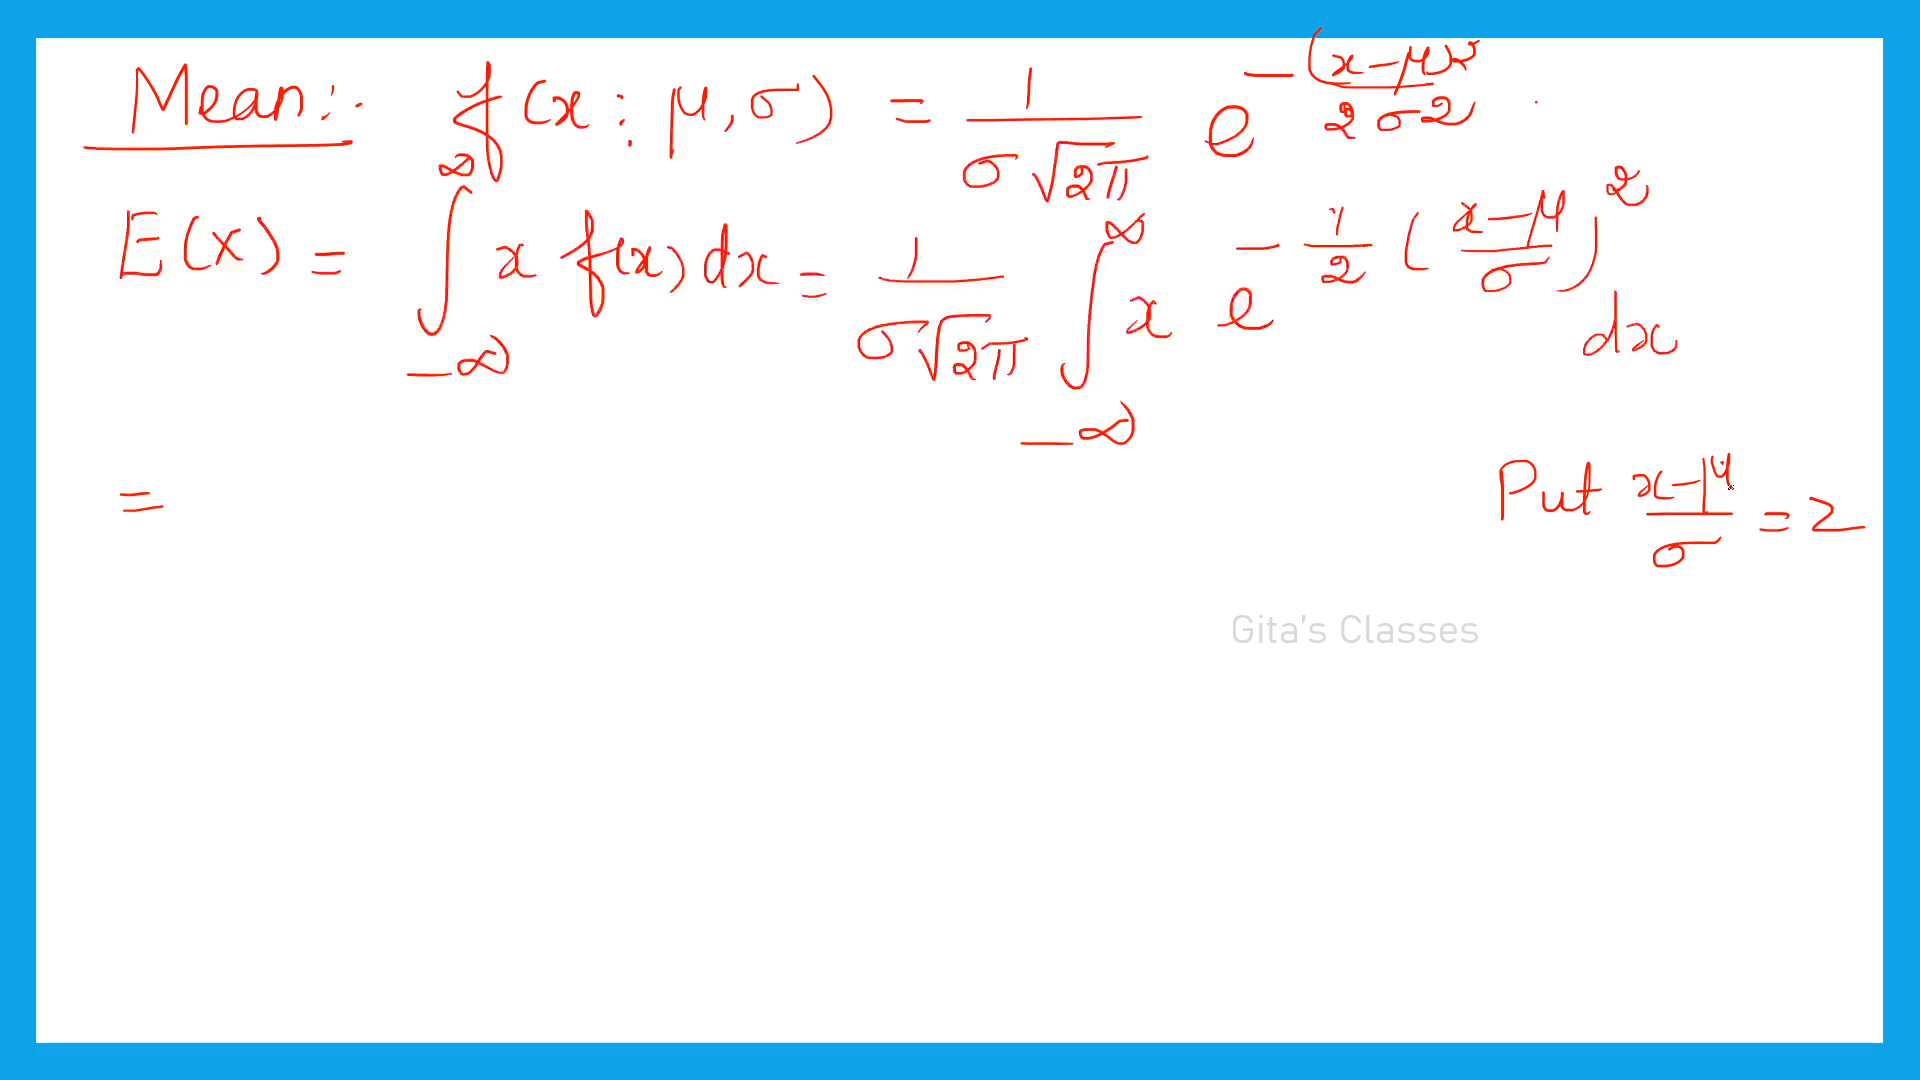 Mean:- f(x: μ, σ) = 1/(σ√2π) e^(-(x-μ)²/2σ2)
E(x) = ∫_{-∞}^{∞} x f(x) dx = 1/(σ√2π) ∫_{-∞}^{∞} x e^(-1/2 ((x-μ)/σ)²) dx
= Put (x-μ)/σ = z
Gita's Classes